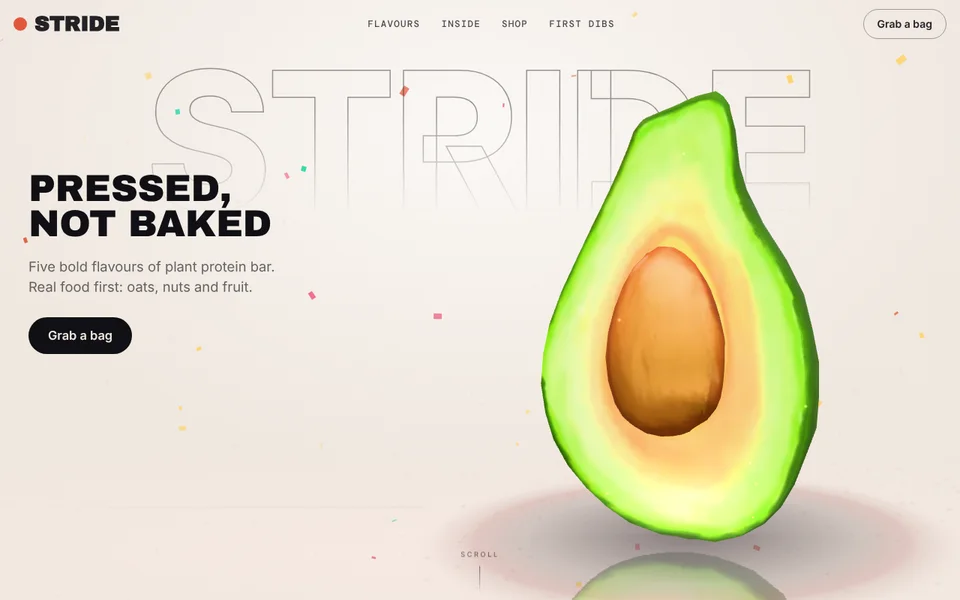 STRIDE
FLAVOURS INSIDE SHOP FIRST DIBS
Grab a bag
STRIDE
PRESSED,
NOT BAKED
Five bold flavours of plant protein bar.
Real food first: oats, nuts and fruit.
Grab a bag
SCROLL